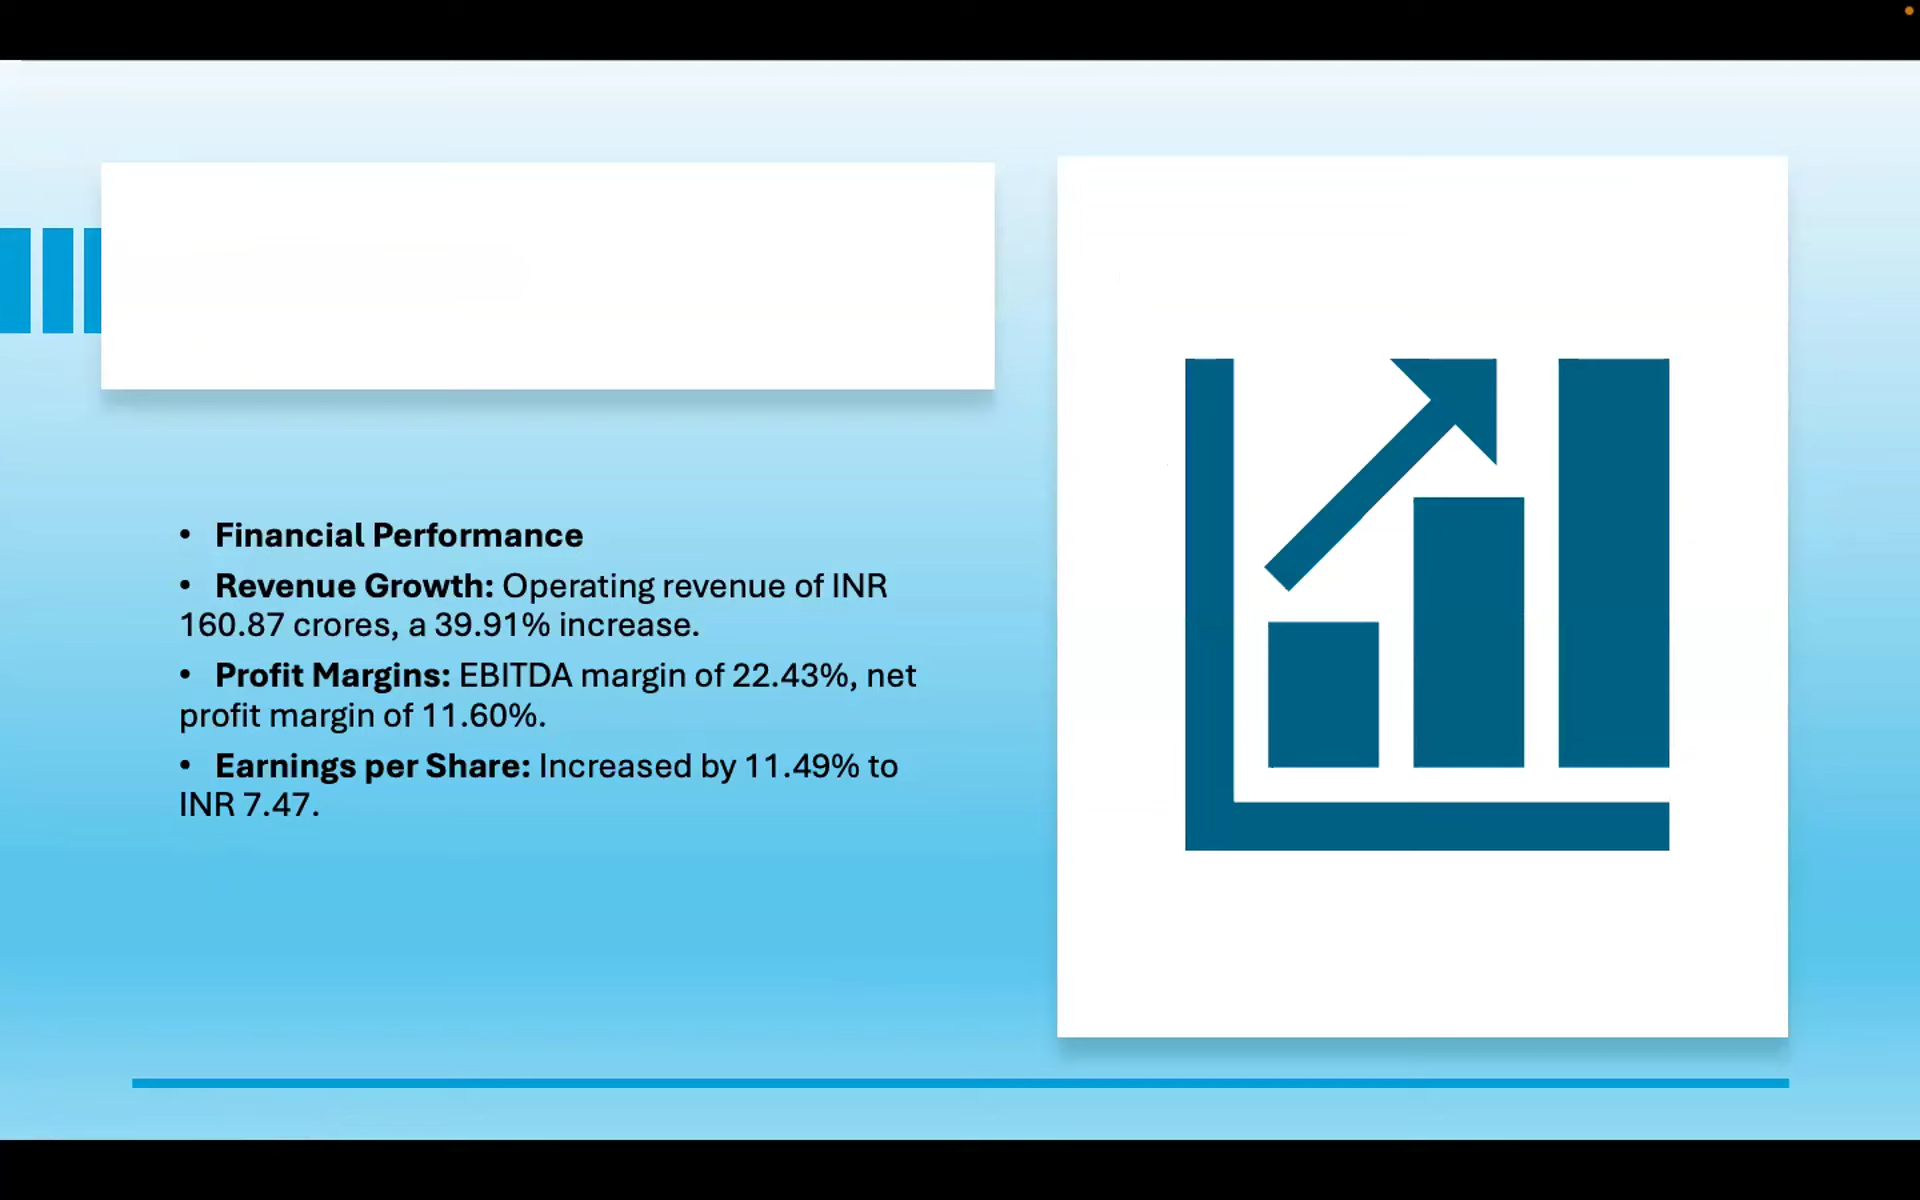 • Financial Performance
• Revenue Growth: Operating revenue of INR
160.87 crores, a 39.91% increase.
• Profit Margins: EBITDA margin of 22.43%, net
profit margin of 11.60%.
• Earnings per Share: Increased by 11.49% to
INR 7.47.